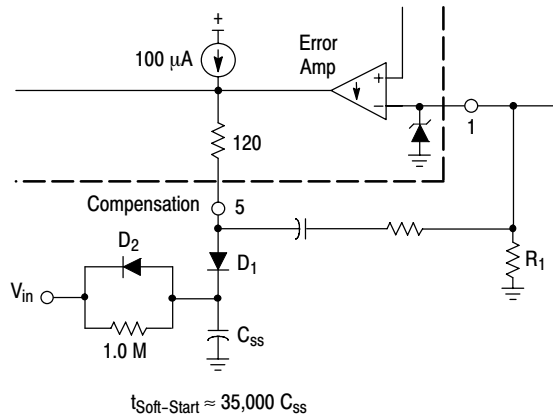 +
100 µA
Error
Amp
+
−
120
1
Compensation
5
D2
D1
R1
Vin
Css
1.0 M
tSoft-Start ≈ 35,000 Css